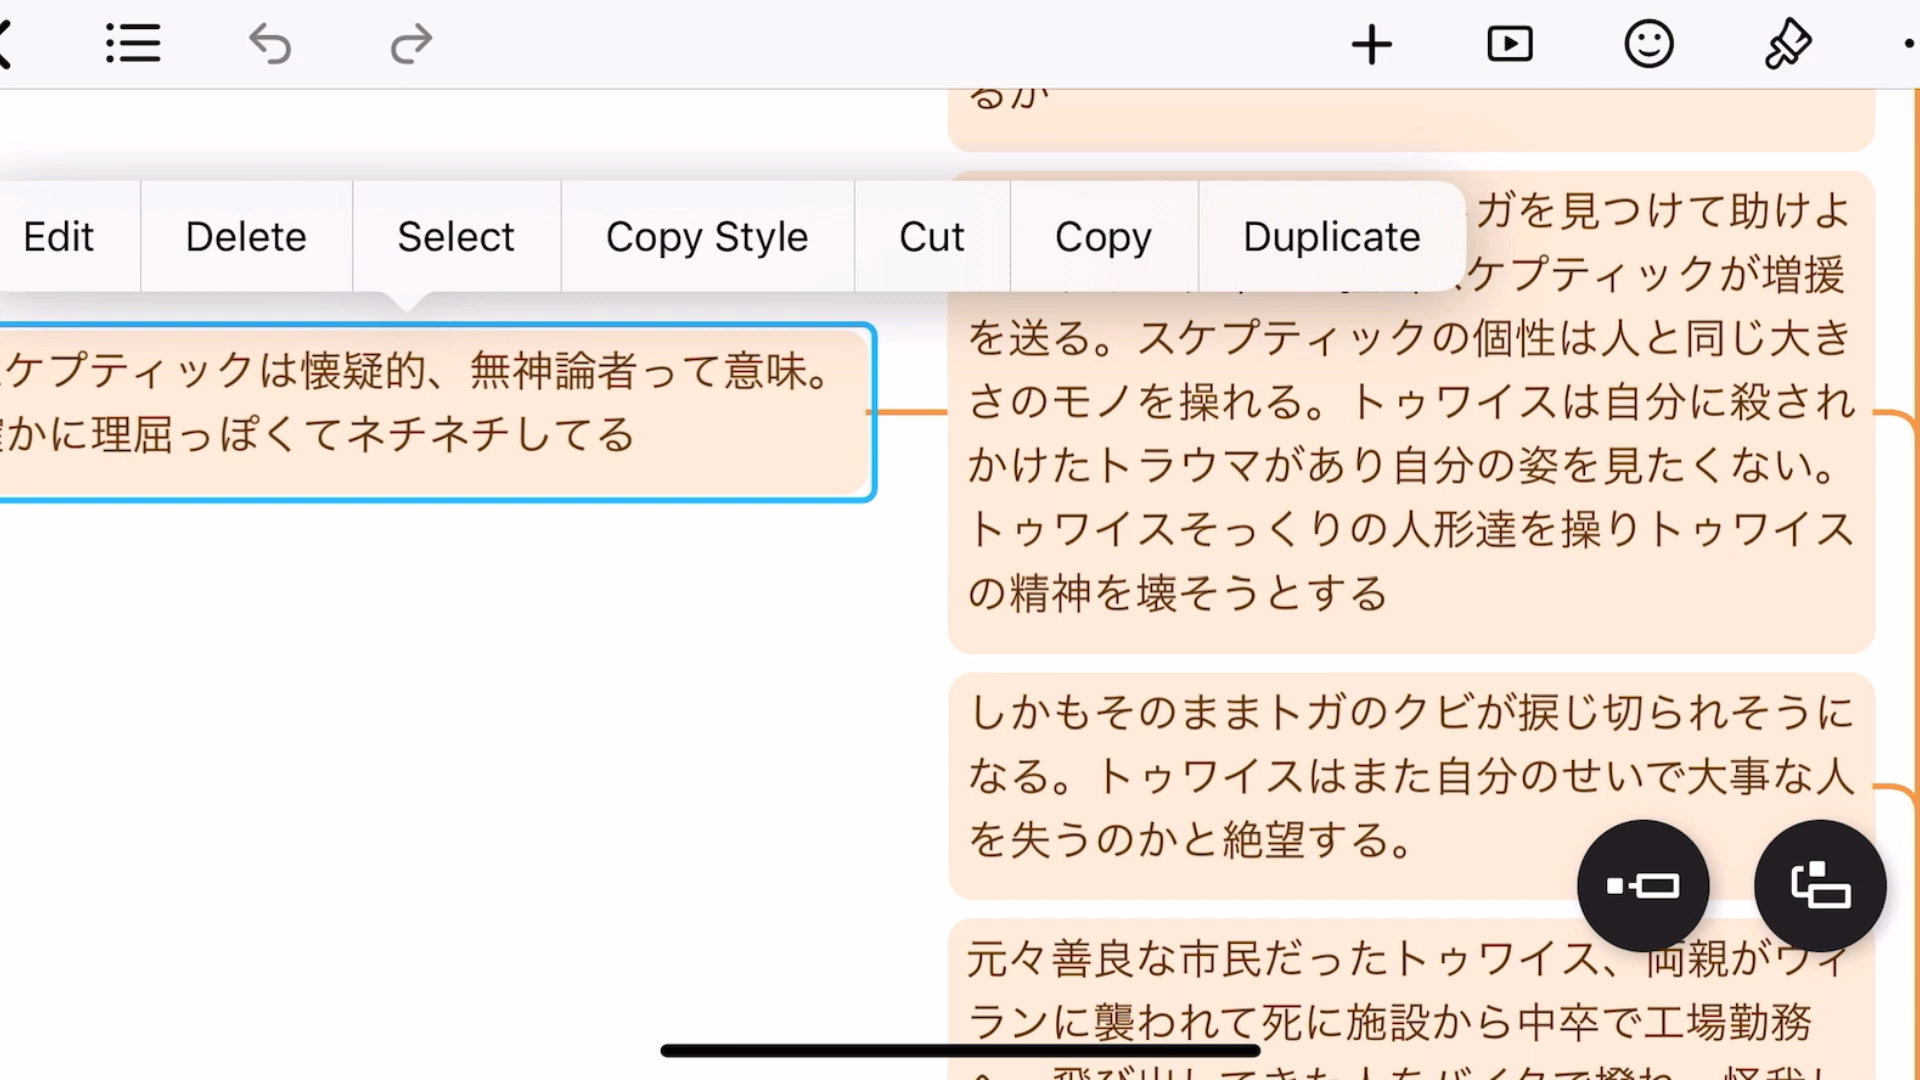 るか
Edit Delete Select Copy Style Cut Copy Duplicate
ガを見つけて助けよ
ケプティックが増援
を送る。スケプティックの個性は人と同じ大き
さのモノを操れる。トゥワイスは自分に殺され
かけたトラウマがあり自分の姿を見たくない。
トゥワイスそっくりの人形達を操りトゥワイス
の精神を壊そうとする
ケプティックは懐疑的、無神論者って意味。
かに理屈っぽくてネチネチしてる
しかもそのままトガのクビが捩じ切られそうに
なる。トゥワイスはまた自分のせいで大事な人
を失うのかと絶望する。
元々善良な市民だったトゥワイス、両親がヴィ
ランに襲われて死に施設から中卒で工場勤務